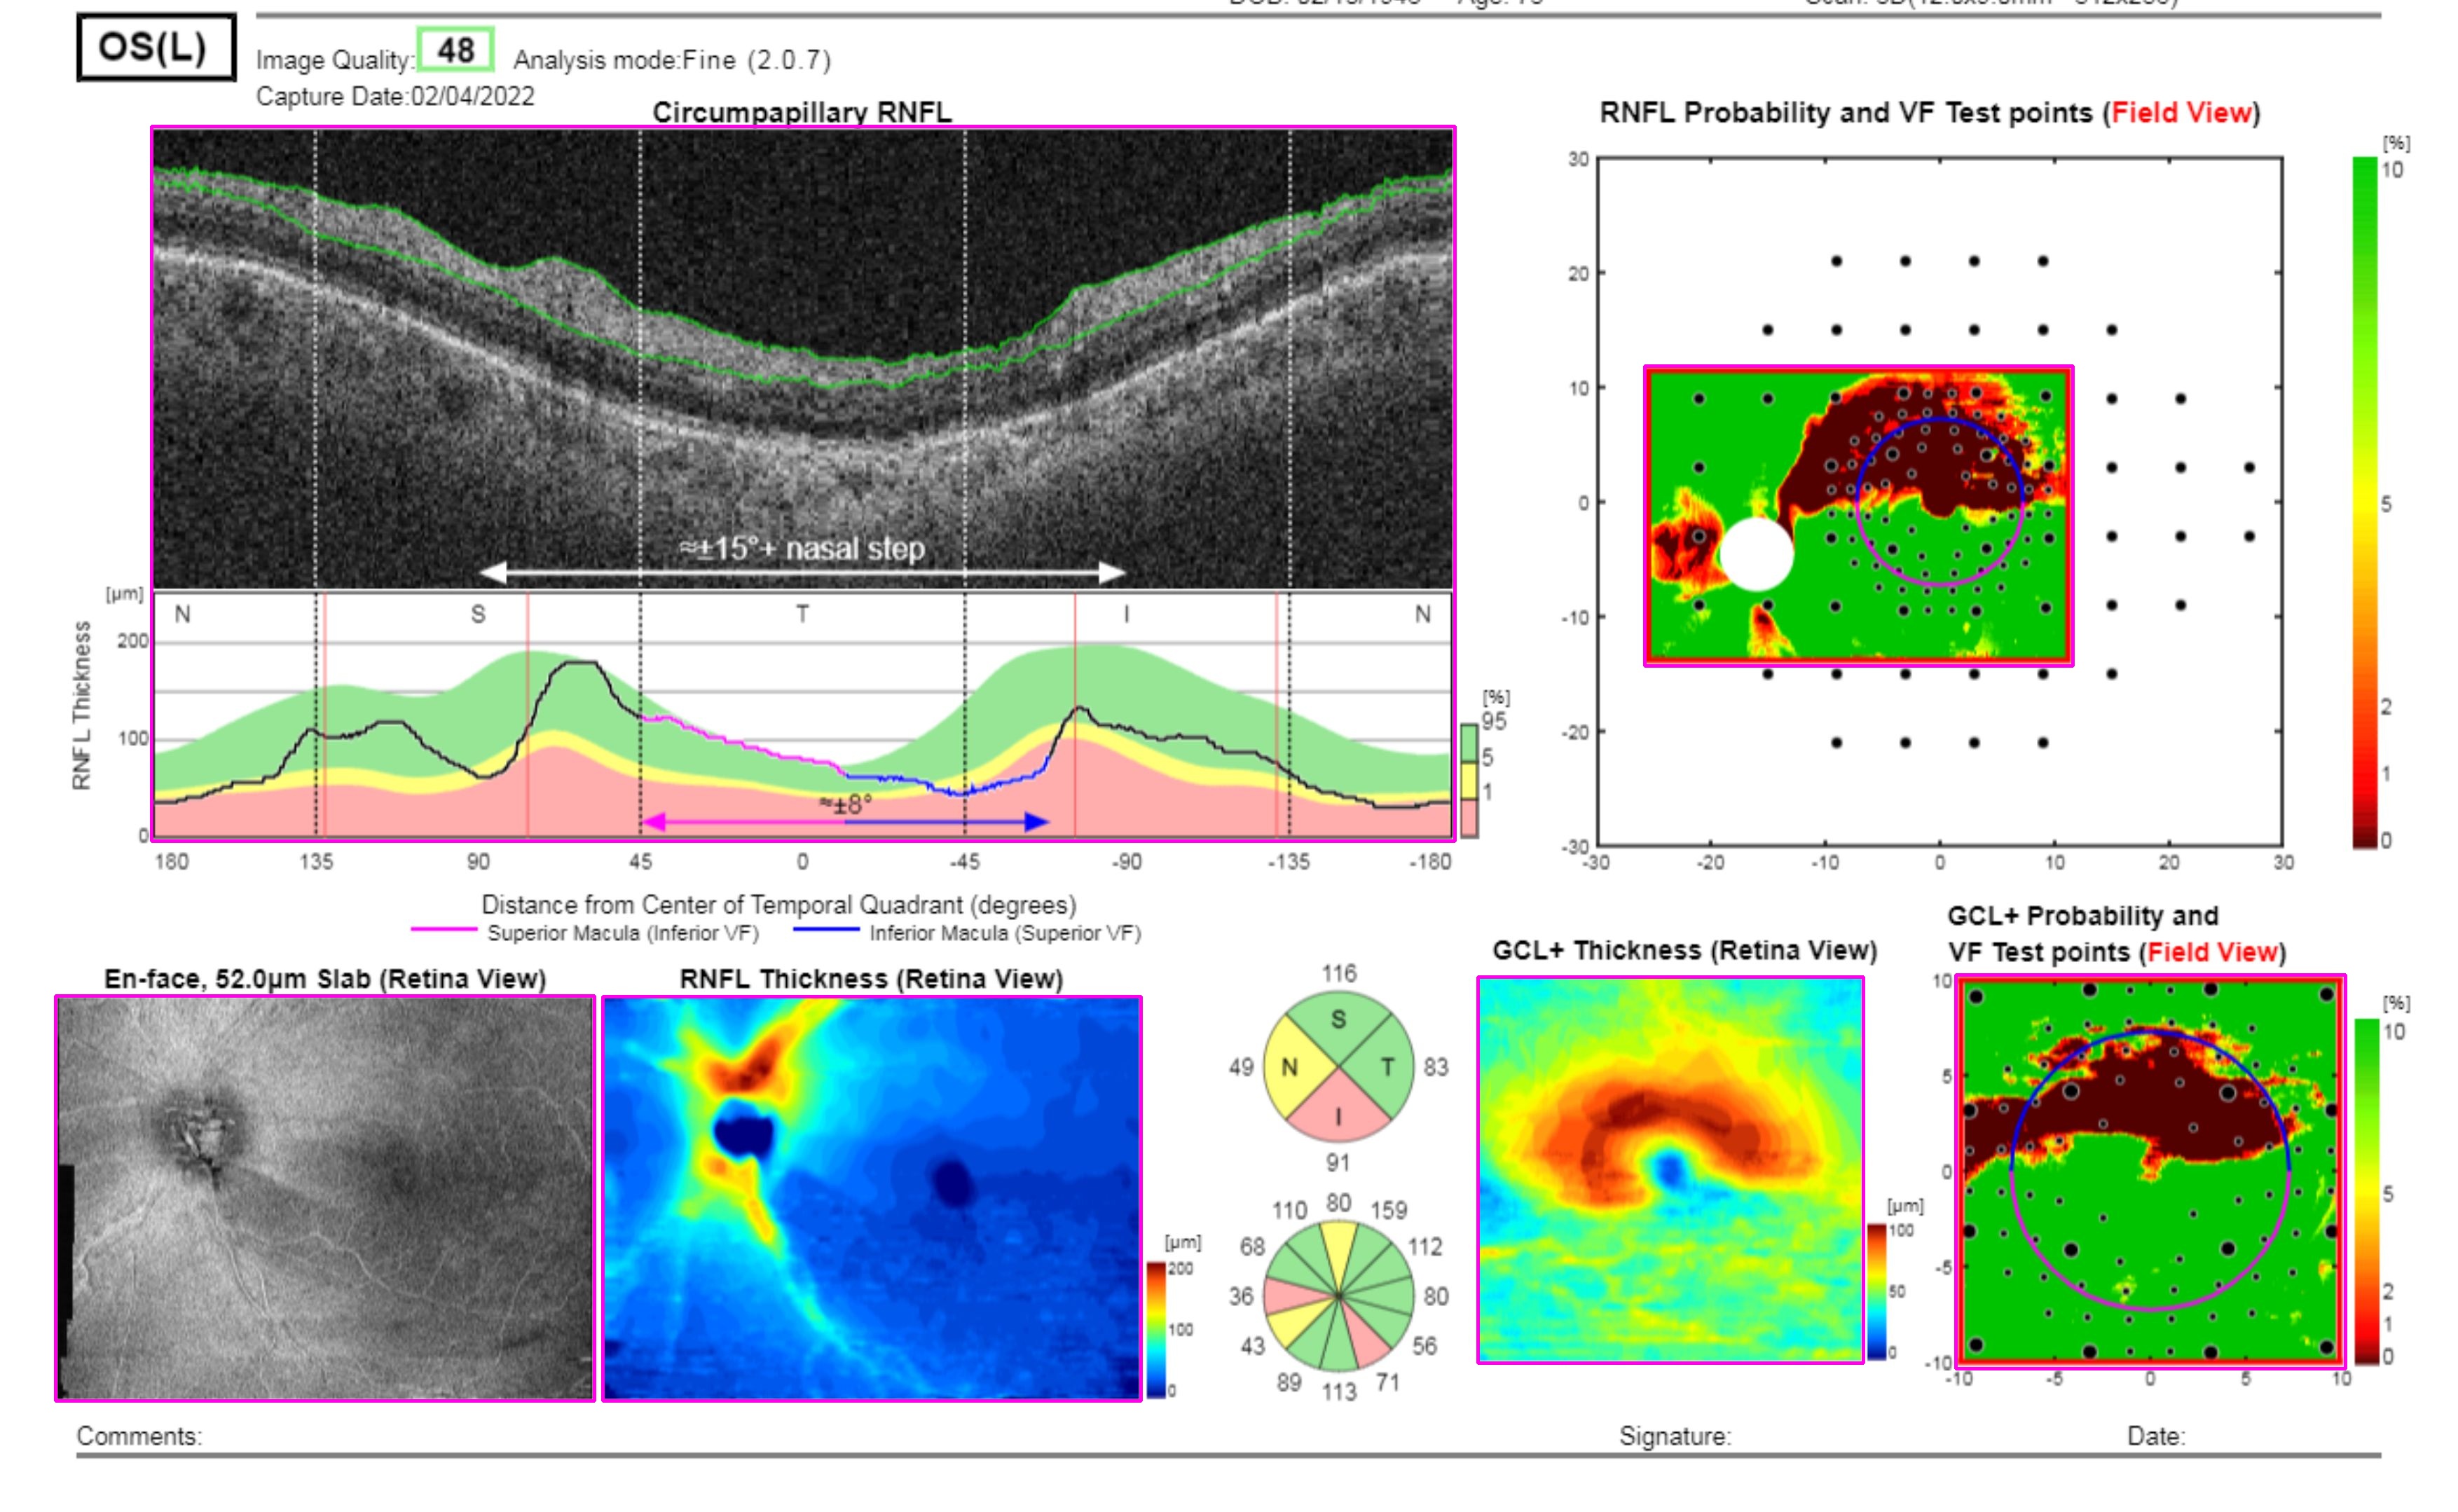 OS(L)
Image Quality: 48 Analysis mode:Fine (2.0.7)
Capture Date:02/04/2022
Circumpapillary RNFL
≈±15°+ nasal step
[µm]
N S T I N
200
100
0
RNFL Thickness
≈±8°
180 135 90 45 0 -45 -90 -135 -180
[%]
95
5
1
Distance from Center of Temporal Quadrant (degrees)
Superior Macula (Inferior VF) Inferior Macula (Superior VF)
RNFL Probability and VF Test points (Field View)
30
20
10
0
-10
-20
-30
-30 -20 -10 0 10 20 30
[%]
10
5
2
1
0
En-face, 52.0µm Slab (Retina View)
RNFL Thickness (Retina View)
[µm]
200
100
0
116
S
49 N T 83
I
91
110 80 159
68 112
36 80
43 56
89 113 71
GCL+ Thickness (Retina View)
[µm]
100
50
0
GCL+ Probability and
VF Test points (Field View)
10
5
0
-5
-10
-10 -5 0 5 10
[%]
10
5
2
1
0
Comments: Signature: Date: